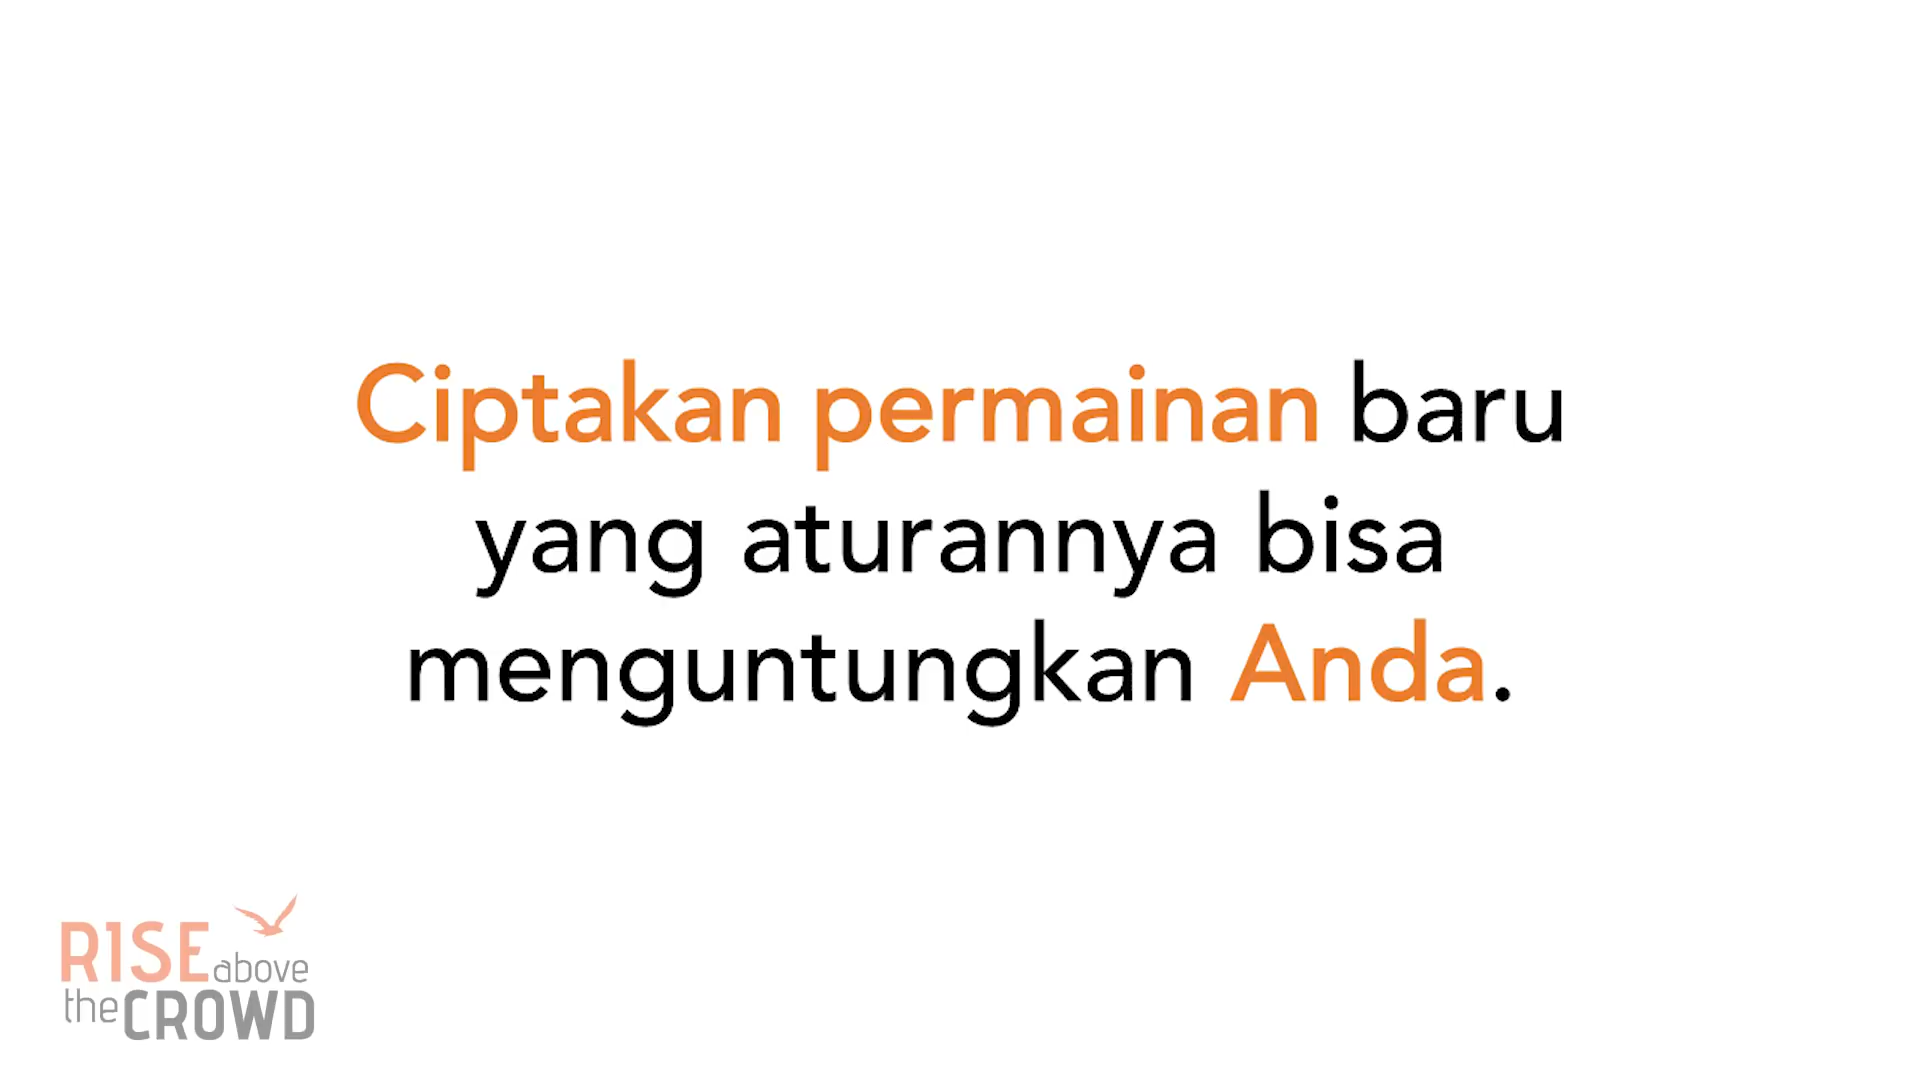 Ciptakan permainan baru
yang aturannya bisa
menguntungkan Anda.
RISE above
the CROWD